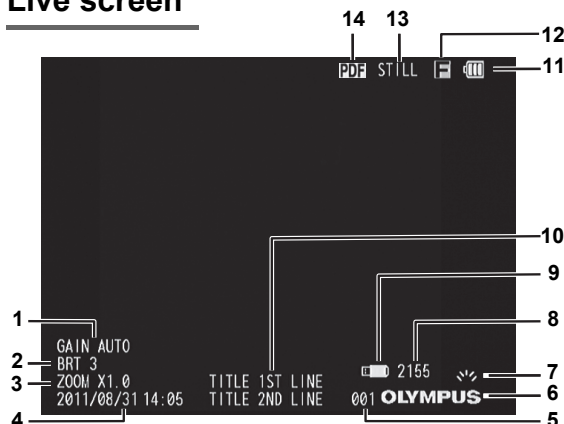 Live screen
14 13 12
PDF STILL F 11
10
9 8
1 GAIN AUTO
2 BRT 3 2155 7
3 ZOOM X1.0 TITLE 1ST LINE
2011/08/31 14:05 TITLE 2ND LINE 001 OLYMPUS 6
4 5